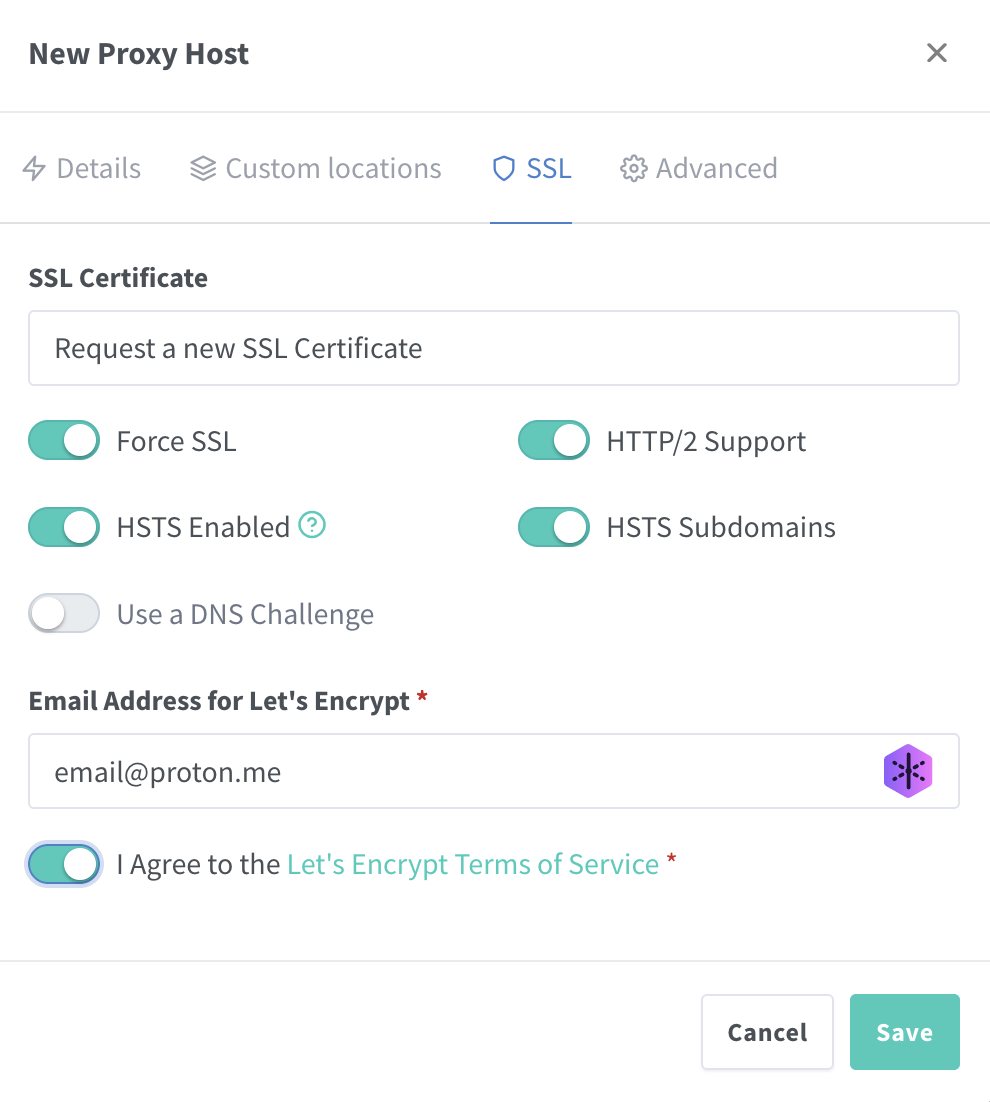 New Proxy Host
Details Custom locations SSL Advanced
SSL Certificate
Request a new SSL Certificate
Force SSL HTTP/2 Support
HSTS Enabled ? HSTS Subdomains
Use a DNS Challenge
Email Address for Let's Encrypt *
email@proton.me
I Agree to the Let's Encrypt Terms of Service *
Cancel Save